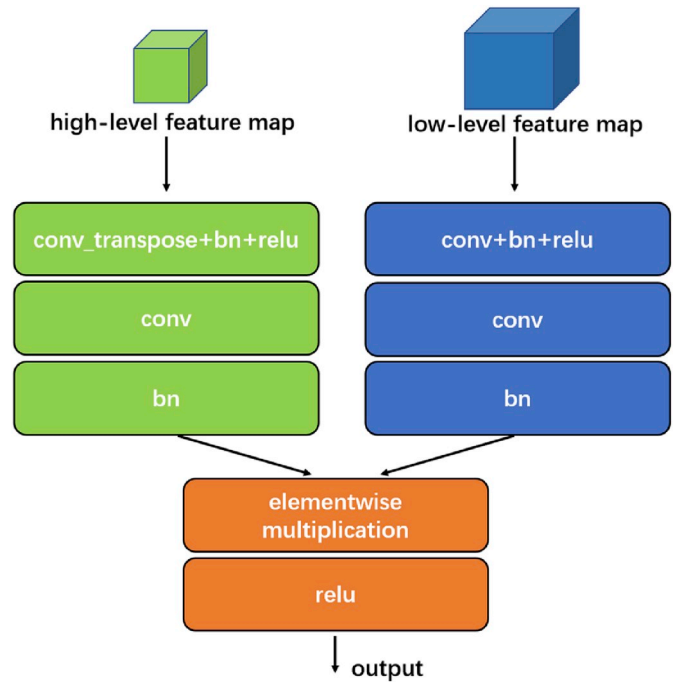 high-level feature map
low-level feature map
conv_transpose+bn+relu
conv+bn+relu
conv
conv
bn
bn
elementwise
multiplication
relu
output